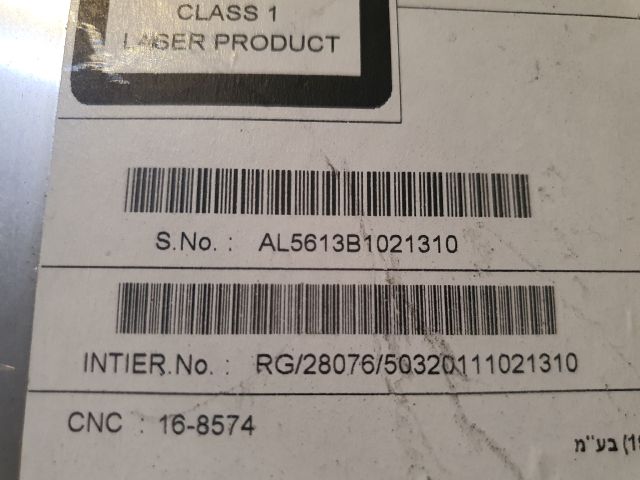 CLASS 1
LASER PRODUCT
S.No. : AL5613B1021310
INTIER.No. : RG/28076/50320111021310
CNC : 16-8574
בע"מ